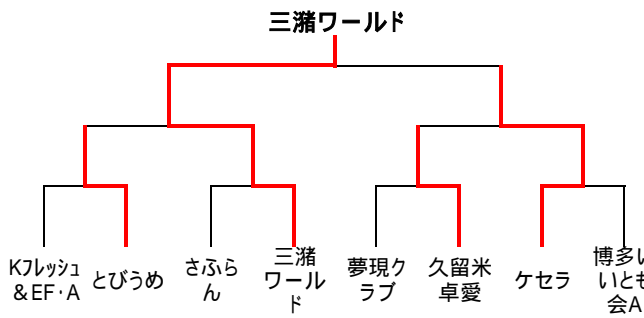 三潴ワールド
Kフレッシュ
＆EF・A
とびうめ
さふら
ん
三潴
ワール
ド
夢現ク
ラブ
久留米
卓愛
ケセラ
博多い
いとも
会A